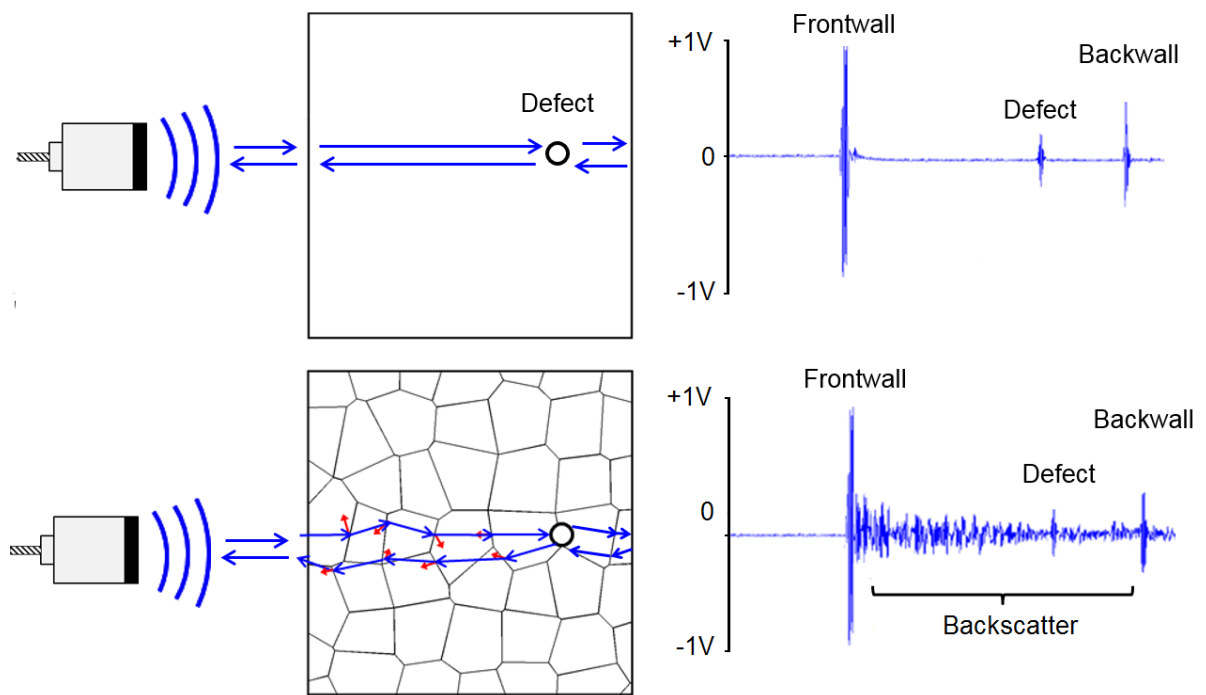 Frontwall
+1V
Backwall
Defect
Defect
0
-1V
Frontwall
+1V
Backwall
Defect
0
Backscatter
-1V